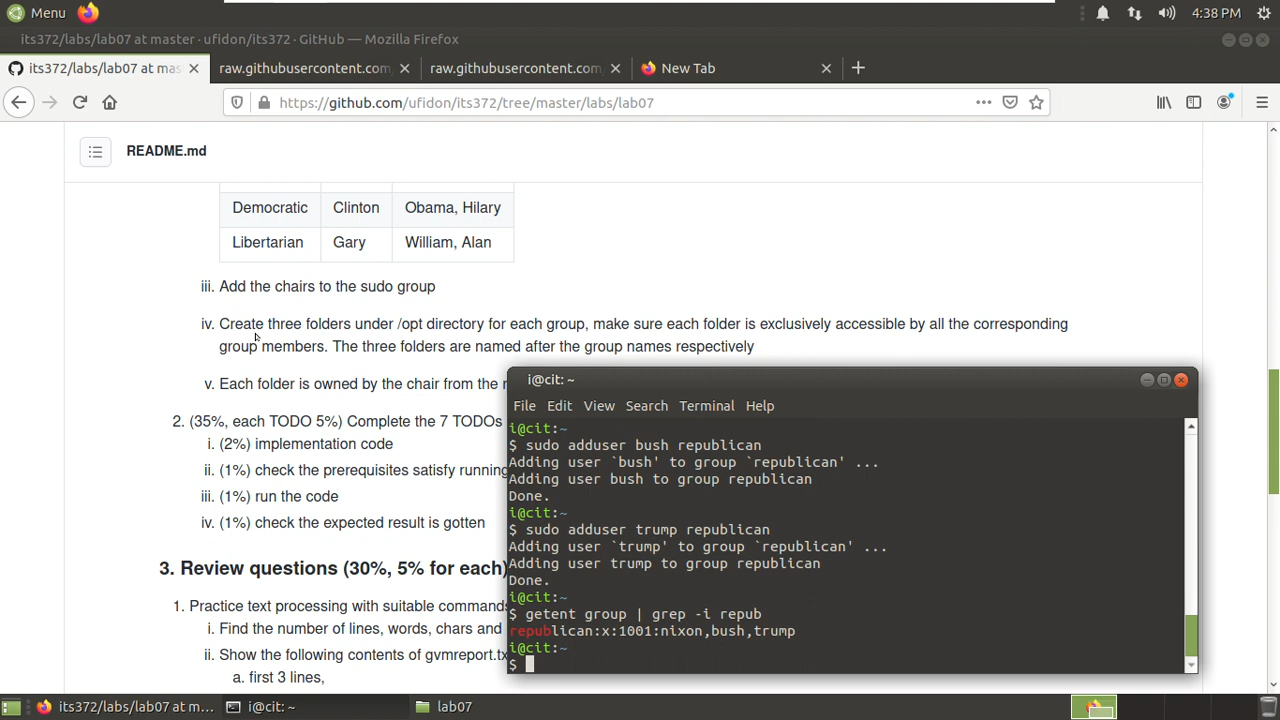 Menu
4:38 PM
its372/labs/lab07 at master · ufidon/its372 · GitHub — Mozilla Firefox
its372/labs/lab07 at mas
raw.githubusercontent.com/
raw.githubusercontent.com/
New Tab
https://github.com/ufidon/its372/tree/master/labs/lab07
README.md
Democratic Clinton Obama, Hilary
Libertarian Gary William, Alan
iii. Add the chairs to the sudo group
iv. Create three folders under /opt directory for each group, make sure each folder is exclusively accessible by all the corresponding
group members. The three folders are named after the group names respectively
v. Each folder is owned by the chair from the
2. (35%, each TODO 5%) Complete the 7 TODOs
i. (2%) implementation code
ii. (1%) check the prerequisites satisfy running
iii. (1%) run the code
iv. (1%) check the expected result is gotten
3. Review questions (30%, 5% for each)
1. Practice text processing with suitable commands
i. Find the number of lines, words, chars and
ii. Show the following contents of gvmreport.tx
a. first 3 lines,
i@cit: ~
File Edit View Search Terminal Help
i@cit:~
$ sudo adduser bush republican
Adding user `bush' to group `republican' ...
Adding user bush to group republican
Done.
i@cit:~
$ sudo adduser trump republican
Adding user `trump' to group `republican' ...
Adding user trump to group republican
Done.
i@cit:~
$ getent group | grep -i repub
republican:x:1001:nixon,bush,trump
i@cit:~
$
its372/labs/lab07 at m...
i@cit: ~
lab07